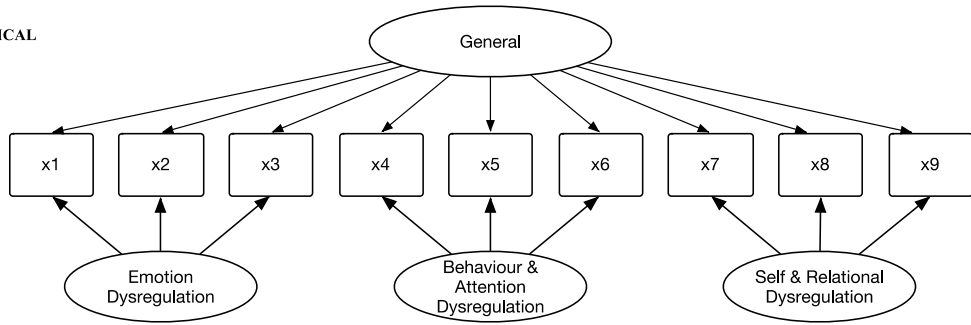 ICAL
General
x1
x2
x3
x4
x5
x6
x7
x8
x9
Emotion
Dysregulation
Behaviour &
Attention
Dysregulation
Self & Relational
Dysregulation